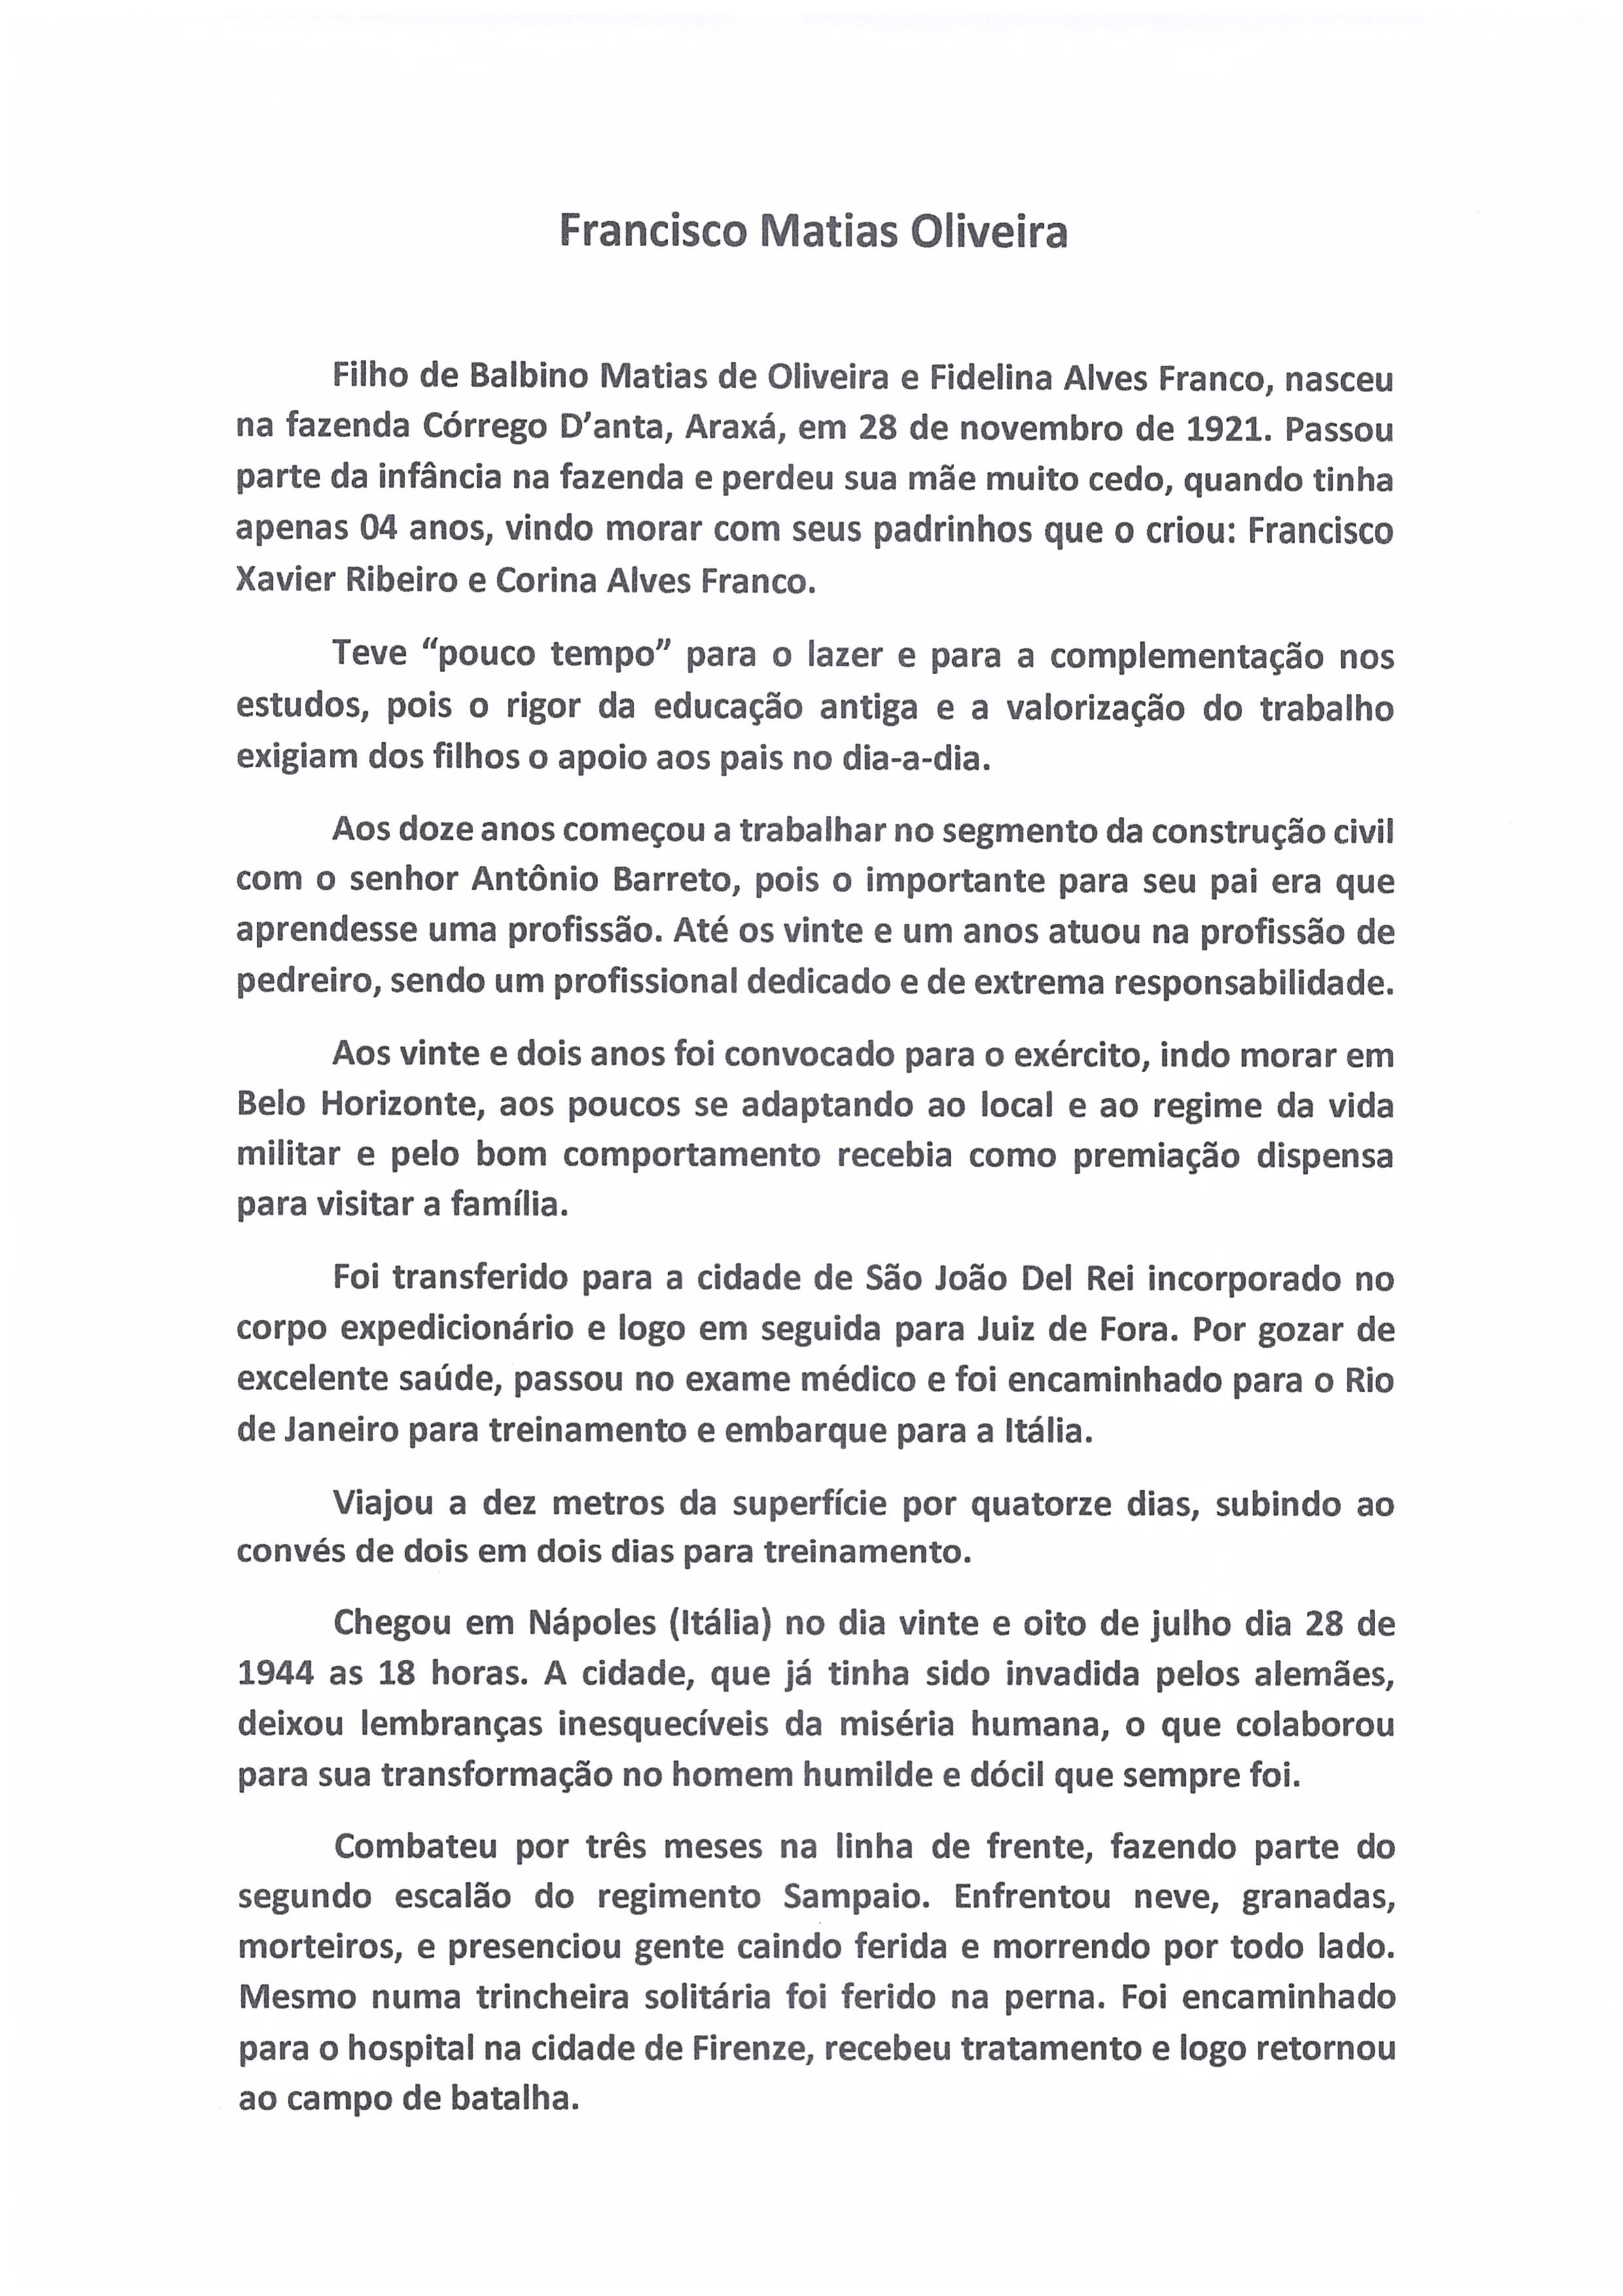 Francisco Matias Oliveira
Filho de Balbino Matias de Oliveira e Fidelina Alves Franco, nasceu
na fazenda Córrego D’anta, Araxá, em 28 de novembro de 1921. Passou
parte da infância na fazenda e perdeu sua mãe muito cedo, quando tinha
apenas 04 anos, vindo morar com seus padrinhos que o criou: Francisco
Xavier Ribeiro e Corina Alves Franco.
Teve “pouco tempo” para o lazer e para a complementação nos
estudos, pois o rigor da educação antiga e a valorização do trabalho
exigiam dos filhos o apoio aos pais no dia-a-dia.
Aos doze anos começou a trabalhar no segmento da construção civil
com o senhor Antônio Barreto, pois o importante para seu pai era que
aprendesse uma profissão. Até os vinte e um anos atuou na profissão de
pedreiro, sendo um profissional dedicado e de extrema responsabilidade.
Aos vinte e dois anos foi convocado para o exército, indo morar em
Belo Horizonte, aos poucos se adaptando ao local e ao regime da vida
militar e pelo bom comportamento recebia como premiação dispensa
para visitar a família.
Foi transferido para a cidade de São João Del Rei incorporado no
corpo expedicionário e logo em seguida para Juiz de Fora. Por gozar de
excelente saúde, passou no exame médico e foi encaminhado para o Rio
de Janeiro para treinamento e embarque para a Itália.
Viajou a dez metros da superfície por quatorze dias, subindo ao
convés de dois em dois dias para treinamento.
Chegou em Nápoles (Itália) no dia vinte e oito de julho dia 28 de
1944 as 18 horas. A cidade, que já tinha sido invadida pelos alemães,
deixou lembranças inesquecíveis da miséria humana, o que colaborou
para sua transformação no homem humilde e dócil que sempre foi.
Combateu por três meses na linha de frente, fazendo parte do
segundo escalão do regimento Sampaio. Enfrentou neve, granadas,
morteiros, e presenciou gente caindo ferida e morrendo por todo lado.
Mesmo numa trincheira solitária foi ferido na perna. Foi encaminhado
para o hospital na cidade de Firenze, recebeu tratamento e logo retornou
ao campo de batalha.